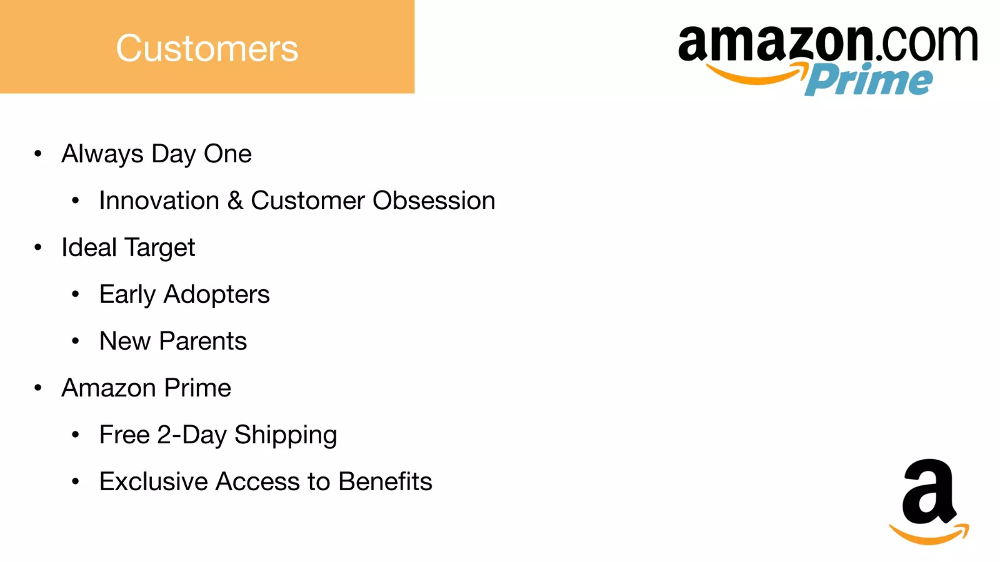 Customers
amazon.com
Prime
• Always Day One
• Innovation & Customer Obsession
• Ideal Target
• Early Adopters
• New Parents
• Amazon Prime
• Free 2-Day Shipping
• Exclusive Access to Benefits
a